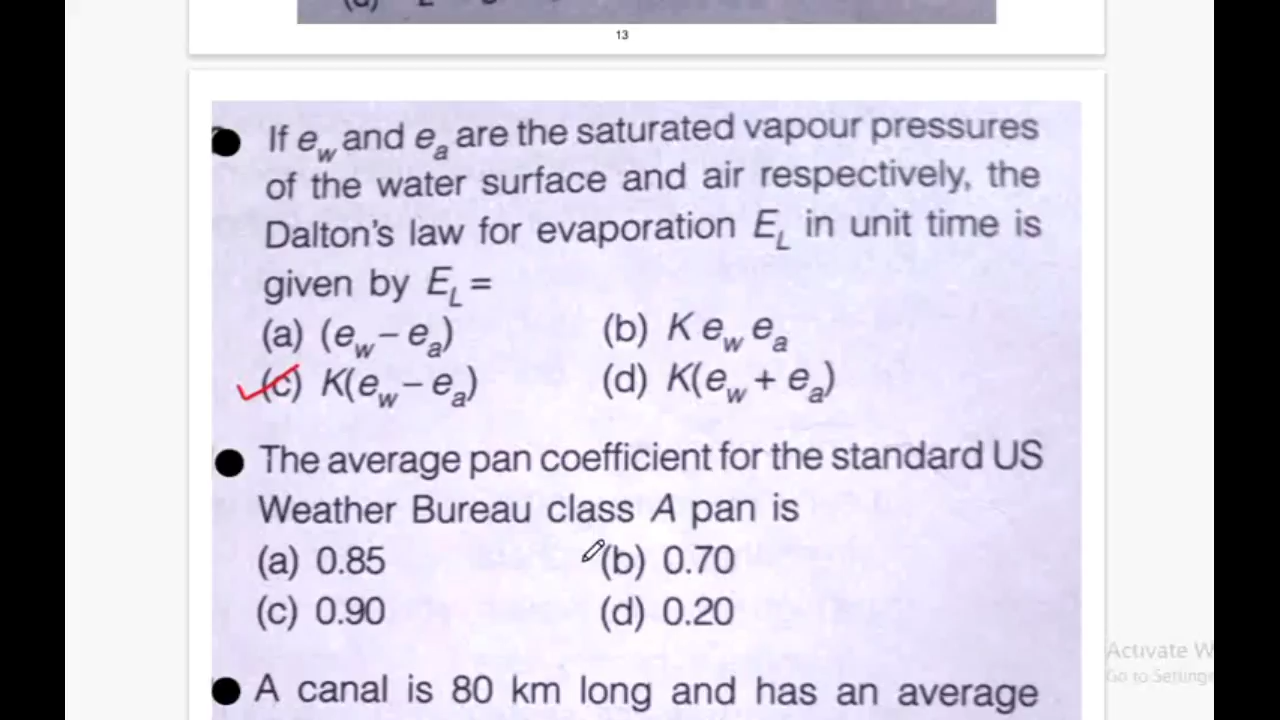 13
If e_w and e_a are the saturated vapour pressures
of the water surface and air respectively, the
Dalton's law for evaporation E_L in unit time is
given by E_L =
(a) (e_w – e_a) (b) K e_w e_a
(c) K(e_w – e_a) (d) K(e_w + e_a)
The average pan coefficient for the standard US
Weather Bureau class A pan is
(a) 0.85 (b) 0.70
(c) 0.90 (d) 0.20
A canal is 80 km long and has an average
Activate W
Go to Settings